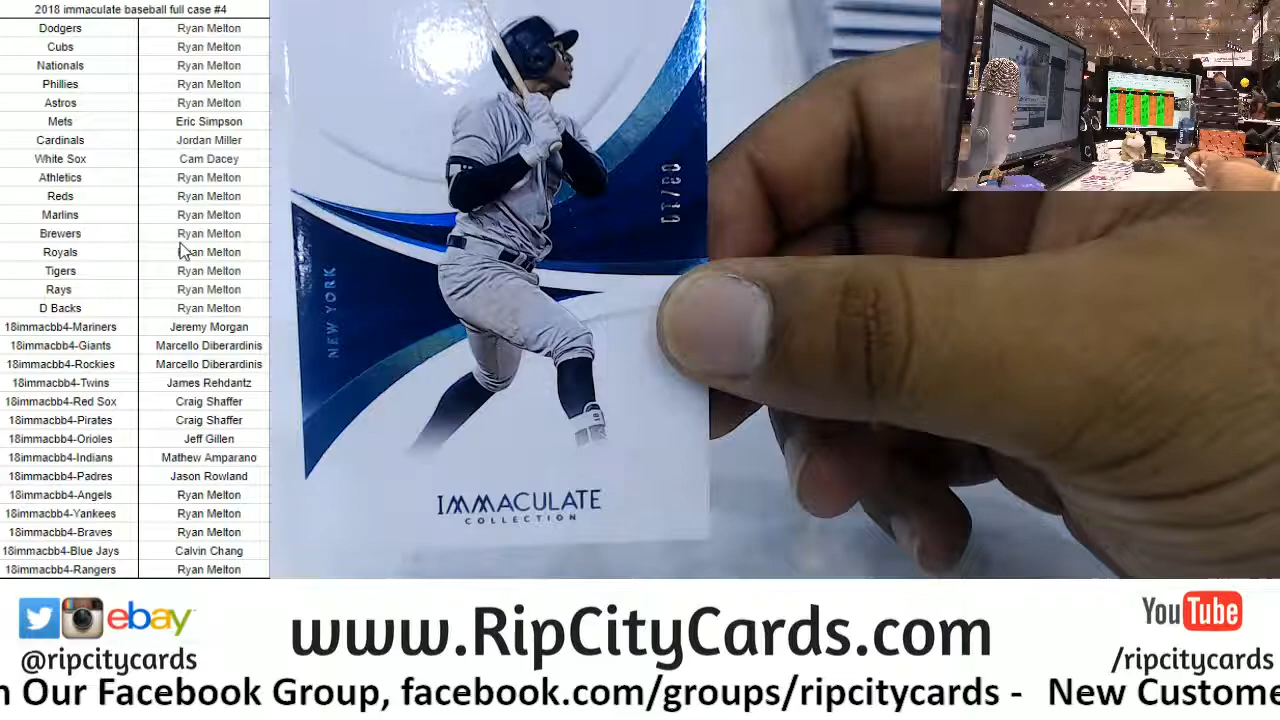 2018 immaculate baseball full case #4
Dodgers Ryan Melton
Cubs Ryan Melton
Nationals Ryan Melton
Phillies Ryan Melton
Astros Ryan Melton
Mets Eric Simpson
Cardinals Jordan Miller
White Sox Cam Dacey
Athletics Ryan Melton
Reds Ryan Melton
Marlins Ryan Melton
Brewers Ryan Melton
Royals Ryan Melton
Tigers Ryan Melton
Rays Ryan Melton
D Backs Ryan Melton
18immacbb4-Mariners Jeremy Morgan
18immacbb4-Giants Marcello Diberardinis
18immacbb4-Rockies Marcello Diberardinis
18immacbb4-Twins James Rehdantz
18immacbb4-Red Sox Craig Shaffer
18immacbb4-Pirates Craig Shaffer
18immacbb4-Orioles Jeff Gillen
18immacbb4-Indians Mathew Amparano
18immacbb4-Padres Jason Rowland
18immacbb4-Angels Ryan Melton
18immacbb4-Yankees Ryan Melton
18immacbb4-Braves Ryan Melton
18immacbb4-Blue Jays Calvin Chang
18immacbb4-Rangers Ryan Melton
NEW YORK
IMMACULATE
COLLECTION
ebay
@ripcitycards
www.RipCityCards.com
YouTube
/ripcitycards
n Our Facebook Group, facebook.com/groups/ripcitycards - New Custome